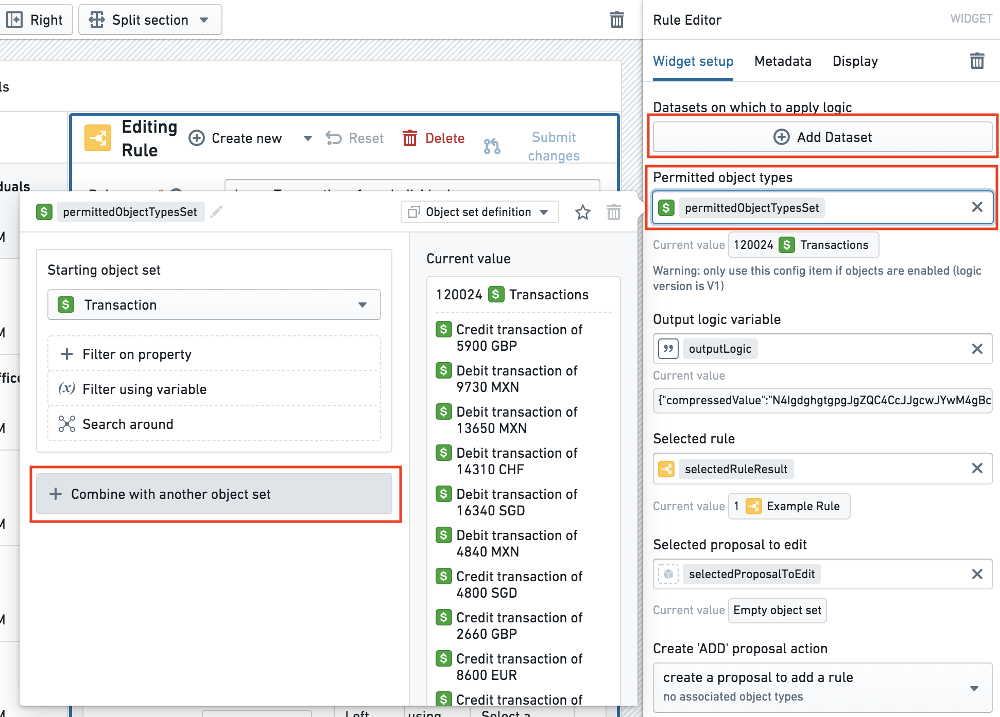 Right
Split section
ls
Editing
Rule
Create new
Reset
Delete
Submit
changes
duals
permittedObjectTypesSet
Object set definition
Starting object set
Transaction
Filter on property
(x) Filter using variable
Search around
Combine with another object set
Current value
120024 $ Transactions
$ Credit transaction of
5900 GBP
$ Debit transaction of
9730 MXN
$ Debit transaction of
13650 MXN
$ Debit transaction of
14310 CHF
$ Debit transaction of
16340 SGD
$ Debit transaction of
4840 MXN
$ Credit transaction of
4800 SGD
$ Credit transaction of
2660 GBP
$ Credit transaction of
8600 EUR
$ Credit transaction of
Left
using
Select a
Rule Editor
WIDGET
Widget setup
Metadata
Display
Datasets on which to apply logic
Add Dataset
Permitted object types
$ permittedObjectTypesSet
Current value 120024 $ Transactions
Warning: only use this config item if objects are enabled (logic
version is V1)
Output logic variable
outputLogic
Current value
{"compressedValue":"N4IgdghgtgpgJgZQC4CcJJgcwJYwM4gBc
Selected rule
selectedRuleResult
Current value 1 Example Rule
Selected proposal to edit
selectedProposalToEdit
Current value Empty object set
Create 'ADD' proposal action
create a proposal to add a rule
no associated object types